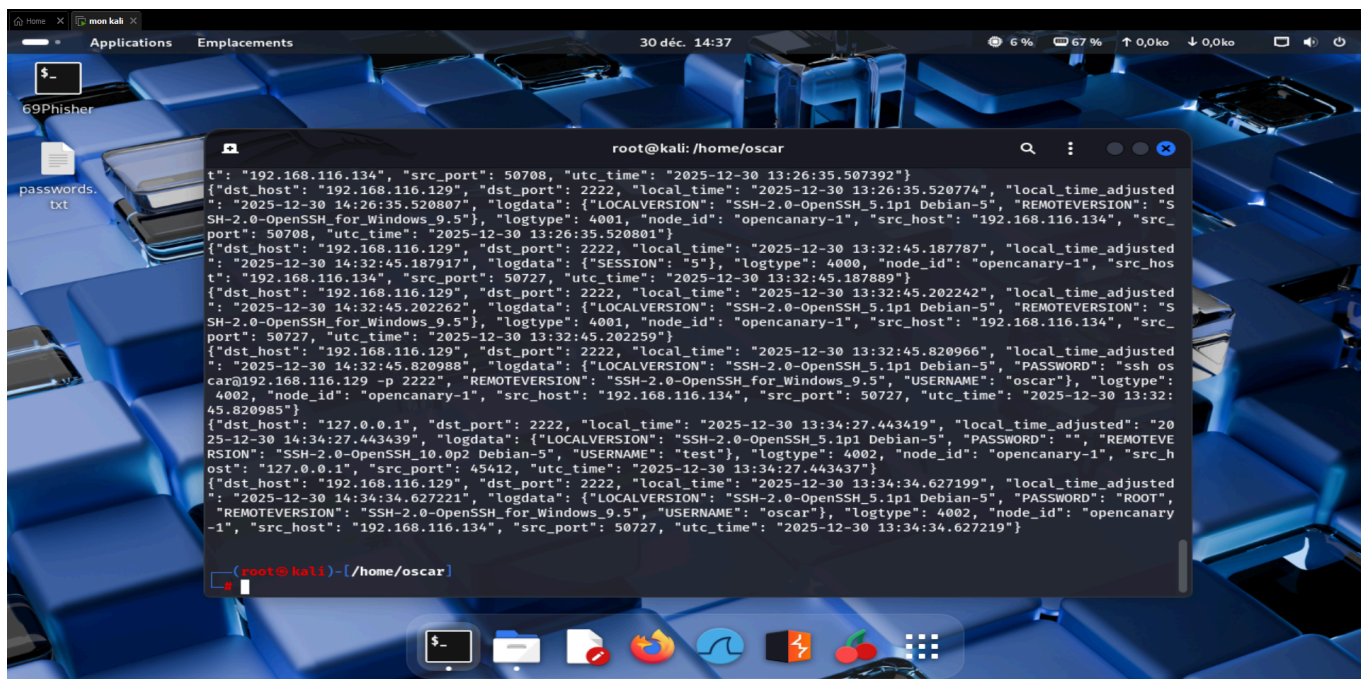 Home
mon kali
Applications Emplacements 30 déc. 14:37 6 % 67 % ↑ 0,0ko ↓ 0,0ko
$_
69Phisher
passwords.
txt
root@kali: /home/oscar
t": "192.168.116.134", "src_port": 50708, "utc_time": "2025-12-30 13:26:35.507392"}
{"dst_host": "192.168.116.129", "dst_port": 2222, "local_time": "2025-12-30 13:26:35.520774", "local_time_adjusted
": "2025-12-30 14:26:35.520807", "logdata": {"LOCALVERSION": "SSH-2.0-OpenSSH_5.1p1 Debian-5", "REMOTEVERSION": "S
SH-2.0-OpenSSH_for_Windows_9.5"}, "logtype": 4001, "node_id": "opencanary-1", "src_host": "192.168.116.134", "src_
port": 50708, "utc_time": "2025-12-30 13:26:35.520801"}
{"dst_host": "192.168.116.129", "dst_port": 2222, "local_time": "2025-12-30 13:32:45.187787", "local_time_adjusted
": "2025-12-30 14:32:45.187917", "logdata": {"SESSION": "5"}, "logtype": 4000, "node_id": "opencanary-1", "src_hos
t": "192.168.116.134", "src_port": 50727, "utc_time": "2025-12-30 13:32:45.187889"}
{"dst_host": "192.168.116.129", "dst_port": 2222, "local_time": "2025-12-30 13:32:45.202242", "local_time_adjusted
": "2025-12-30 14:32:45.202262", "logdata": {"LOCALVERSION": "SSH-2.0-OpenSSH_5.1p1 Debian-5", "REMOTEVERSION": "S
SH-2.0-OpenSSH_for_Windows_9.5"}, "logtype": 4001, "node_id": "opencanary-1", "src_host": "192.168.116.134", "src_
port": 50727, "utc_time": "2025-12-30 13:32:45.202259"}
{"dst_host": "192.168.116.129", "dst_port": 2222, "local_time": "2025-12-30 13:32:45.820966", "local_time_adjusted
": "2025-12-30 14:32:45.820988", "logdata": {"LOCALVERSION": "SSH-2.0-OpenSSH_5.1p1 Debian-5", "PASSWORD": "ssh os
car@192.168.116.129 -p 2222", "REMOTEVERSION": "SSH-2.0-OpenSSH_for_Windows_9.5", "USERNAME": "oscar"}, "logtype":
 4002, "node_id": "opencanary-1", "src_host": "192.168.116.134", "src_port": 50727, "utc_time": "2025-12-30 13:32:
45.820985"}
{"dst_host": "127.0.0.1", "dst_port": 2222, "local_time": "2025-12-30 13:34:27.443419", "local_time_adjusted": "20
25-12-30 14:34:27.443439", "logdata": {"LOCALVERSION": "SSH-2.0-OpenSSH_5.1p1 Debian-5", "PASSWORD": "", "REMOTEVE
RSION": "SSH-2.0-OpenSSH_10.0p2 Debian-5", "USERNAME": "test"}, "logtype": 4002, "node_id": "opencanary-1", "src_h
ost": "127.0.0.1", "src_port": 45412, "utc_time": "2025-12-30 13:34:27.443437"}
{"dst_host": "192.168.116.129", "dst_port": 2222, "local_time": "2025-12-30 13:34:34.627199", "local_time_adjusted
": "2025-12-30 14:34:34.627221", "logdata": {"LOCALVERSION": "SSH-2.0-OpenSSH_5.1p1 Debian-5", "PASSWORD": "ROOT",
 "REMOTEVERSION": "SSH-2.0-OpenSSH_for_Windows_9.5", "USERNAME": "oscar"}, "logtype": 4002, "node_id": "opencanary
-1", "src_host": "192.168.116.134", "src_port": 50727, "utc_time": "2025-12-30 13:34:34.627219"}
┌──(root㉿kali)-[/home/oscar]
└─#
$_